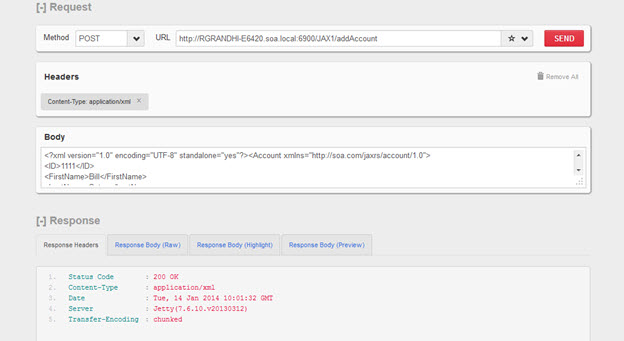 [-] Request
Method POST URL http://RGRANDHI-E6420.soa.local:6900/JAX1/addAccount SEND
Headers Remove All
Content-Type: application/xml ×
Body
<?xml version="1.0" encoding="UTF-8" standalone="yes"?><Account xmlns="http://soa.com/jaxrs/account/1.0">
<ID>1111</ID>
<FirstName>Bill</FirstName>
[-] Response
Response Headers Response Body (Raw) Response Body (Highlight) Response Body (Preview)
1. Status Code : 200 OK
2. Content-Type : application/xml
3. Date : Tue, 14 Jan 2014 10:01:32 GMT
4. Server : Jetty(7.6.10.v20130312)
5. Transfer-Encoding : chunked